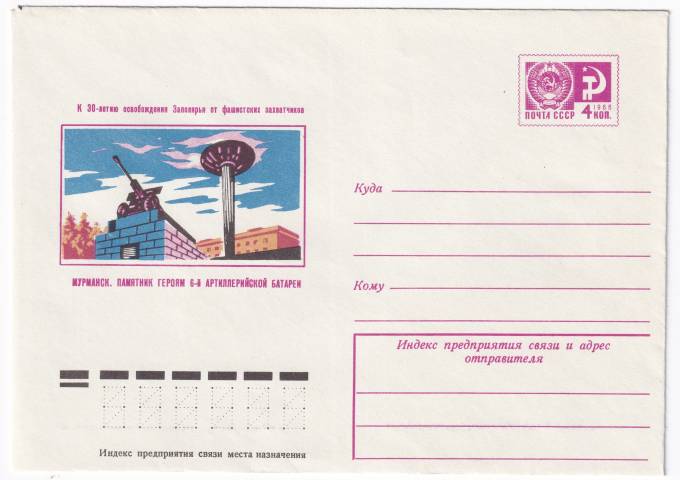 К 30-летию освобождения Заполярья от фашистских захватчиков
МУРМАНСК. ПАМЯТНИК ГЕРОЯМ 6-Й АРТИЛЛЕРИЙСКОЙ БАТАРЕИ
1966
ПОЧТА СССР 4 КОП.
Куда
Кому
Индекс предприятия связи и адрес
отправителя
Индекс предприятия связи места назначения